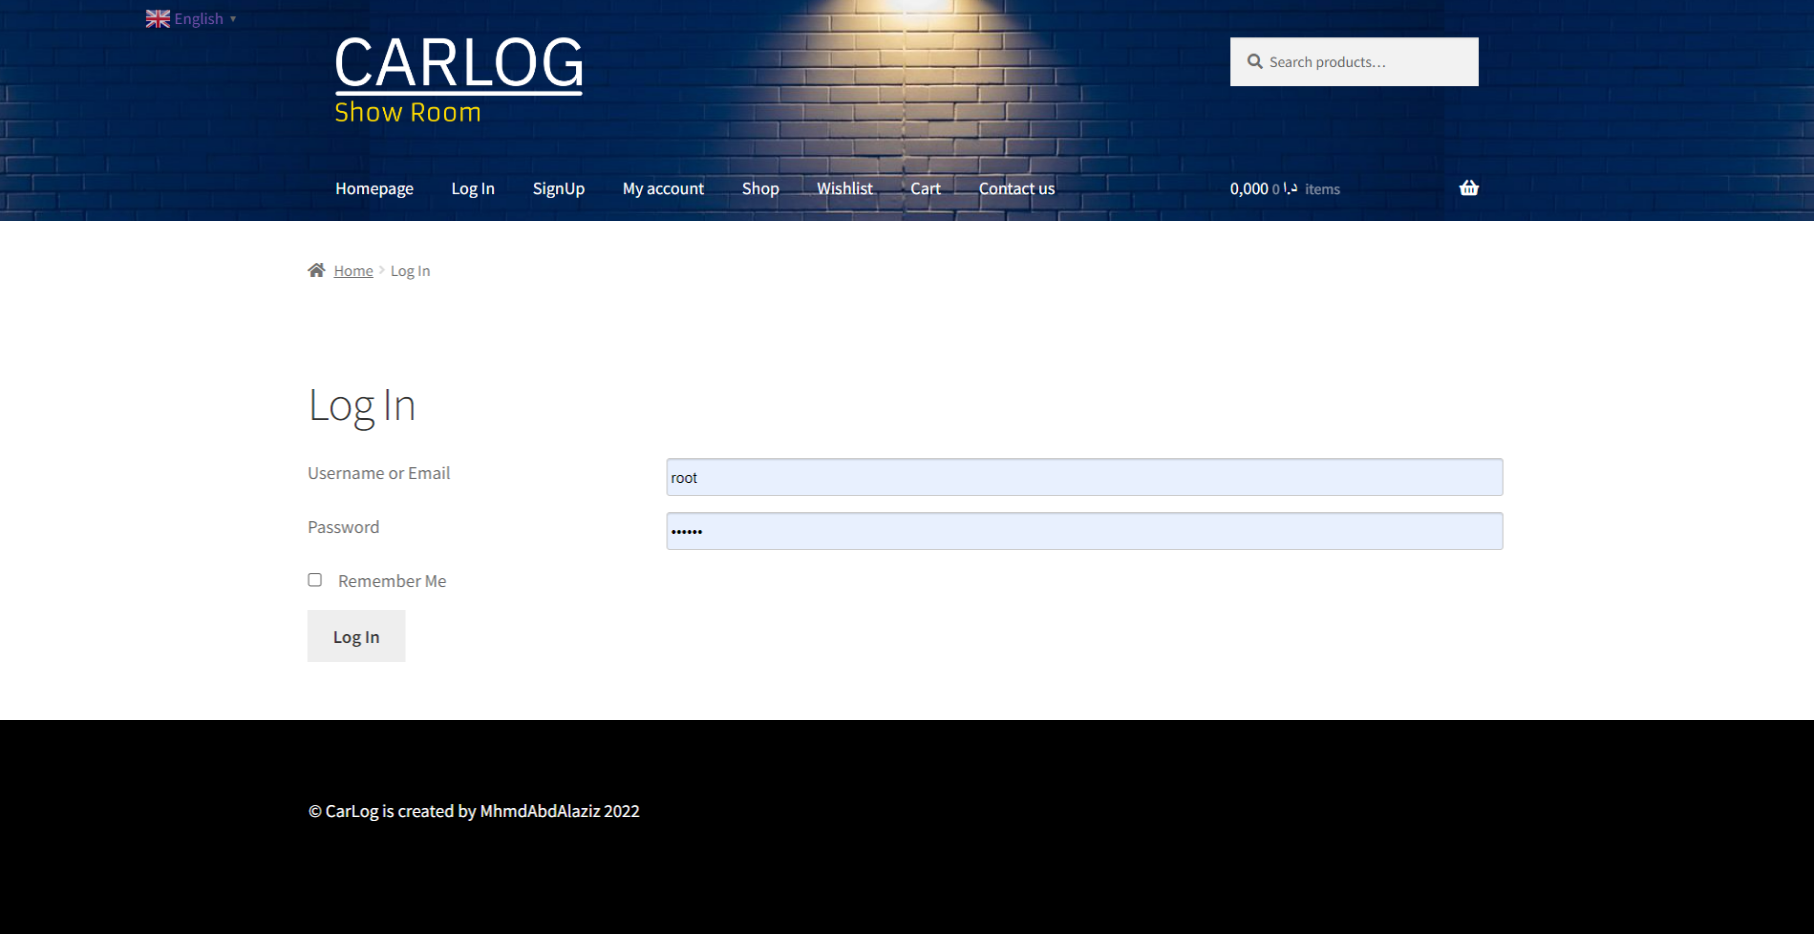 English ▼
CARLOG
Show Room
Search products…
Homepage Log In SignUp My account Shop Wishlist Cart Contact us
0,000 د.ا 0 items
Home › Log In
Log In
Username or Email
root
Password
••••••
Remember Me
Log In
© CarLog is created by MhmdAbdAlaziz 2022